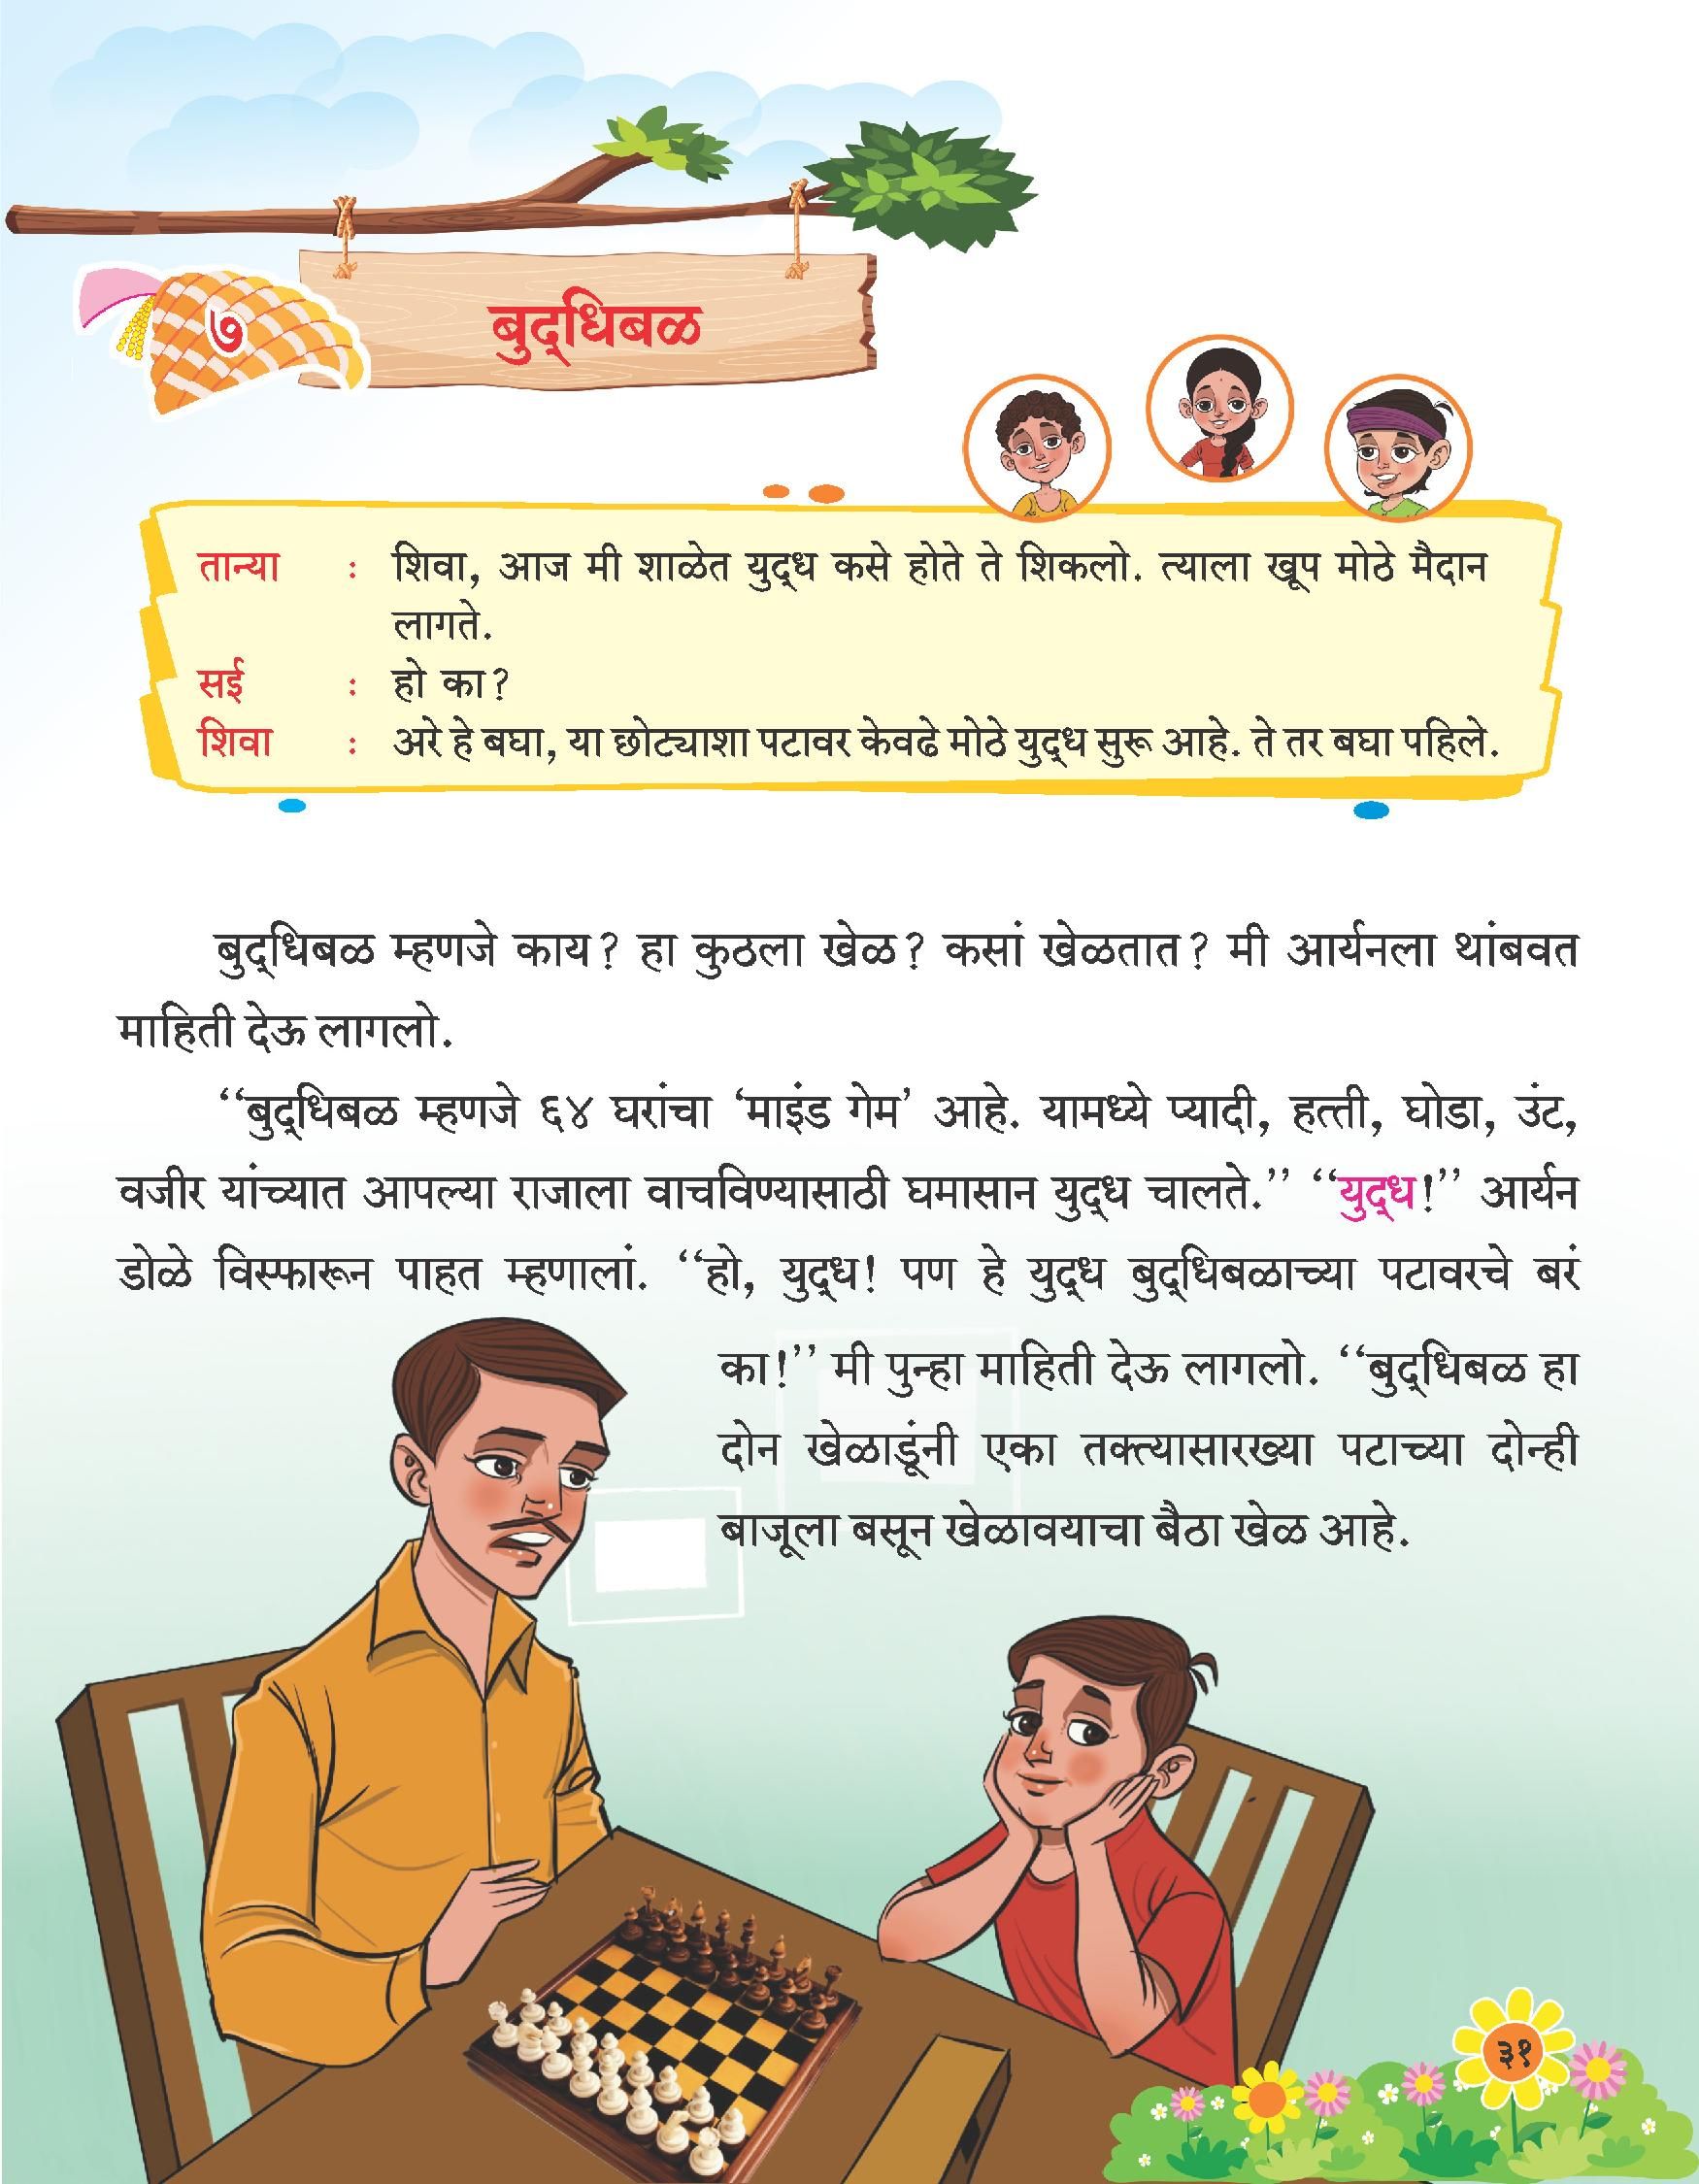 ७
बुद्धिबळ
तान्या : शिवा, आज मी शाळेत युद्ध कसे होते ते शिकलो. त्याला खूप मोठे मैदान
लागते.
सई : हो का?
शिवा : अरे हे बघा, या छोट्याशा पटावर केवढे मोठे युद्ध सुरू आहे. ते तर बघा पहिले.
बुद्धिबळ म्हणजे काय? हा कुठला खेळ? कसां खेळतात? मी आर्यनला थांबवत
माहिती देऊ लागलो.
‘‘बुद्धिबळ म्हणजे ६४ घरांचा ‘माइंड गेम’ आहे. यामध्ये प्यादी, हत्ती, घोडा, उंट,
वजीर यांच्यात आपल्या राजाला वाचविण्यासाठी घमासान युद्ध चालते.’’ ‘‘युद्ध!’’ आर्यन
डोळे विस्फारून पाहत म्हणालां. ‘‘हो, युद्ध! पण हे युद्ध बुद्धिबळाच्या पटावरचे बरं
का!’’ मी पुन्हा माहिती देऊ लागलो. ‘‘बुद्धिबळ हा
दोन खेळाडूंनी एका तक्त्यासारख्या पटाच्या दोन्ही
बाजूला बसून खेळावयाचा बैठा खेळ आहे.
३१